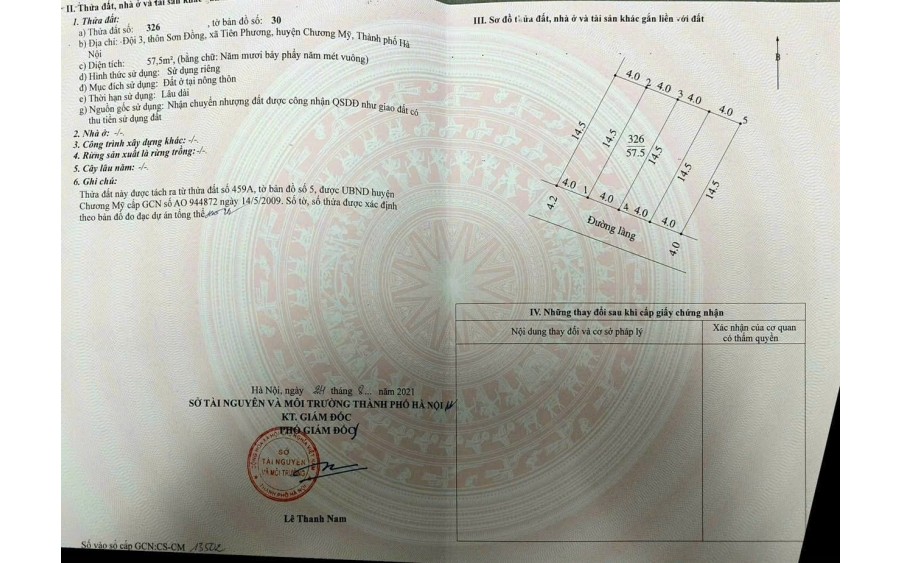 II. Thửa đất, nhà ở và tài sản khác
1. Thửa đất:
a) Thửa đất số: 326 , tờ bản đồ số: 30
b) Địa chỉ: -Đội 3, thôn Sơn Đồng, xã Tiên Phương, huyện Chương Mỹ, Thành phố Hà
Nội
c) Diện tích: 57,5m², (bằng chữ: Năm mươi bảy phẩy năm mét vuông)
d) Hình thức sử dụng: Sử dụng riêng
đ) Mục đích sử dụng: Đất ở tại nông thôn
e) Thời hạn sử dụng: Lâu dài
g) Nguồn gốc sử dụng: Nhận chuyển nhượng đất được công nhận QSDĐ như giao đất có
thu tiền sử dụng đất
2. Nhà ở: -/-.
3. Công trình xây dựng khác: -/-.
4. Rừng sản xuất là rừng trồng:-/-.
5. Cây lâu năm: -/-.
6. Ghi chú:
Thửa đất này được tách ra từ thửa đất số 459A, tờ bản đồ số 5, được UBND huyện
Chương Mỹ cấp GCN số AO 944872 ngày 14/5/2009. Số tờ, số thửa được xác định
theo bản đồ đo đạc dự án tổng thể
Hà Nội, ngày 24 tháng 8 năm 2021
SỞ TÀI NGUYÊN VÀ MÔI TRƯỜNG THÀNH PHỐ HÀ NỘI
KT. GIÁM ĐỐC
PHÓ GIÁM ĐỐC
SỞ
TÀI NGUYÊN
VÀ MÔI TRƯỜNG
THÀNH PHỐ HÀ NỘI
Lê Thanh Nam
Số vào sổ cấp GCN:CS-CM
III. Sơ đồ thửa đất, nhà ở và tài sản khác gắn liền với đất
B
4.0 2 4.0 3 4.0 4.0 5
14.5 14.5 326 14.5 14.5
57.5
4.0 1 4.0 4 4.0 4.0
4.2 Đường làng 4.0
IV. Những thay đổi sau khi cấp giấy chứng nhận
Nội dung thay đổi và cơ sở pháp lý
Xác nhận của cơ quan
có thẩm quyền